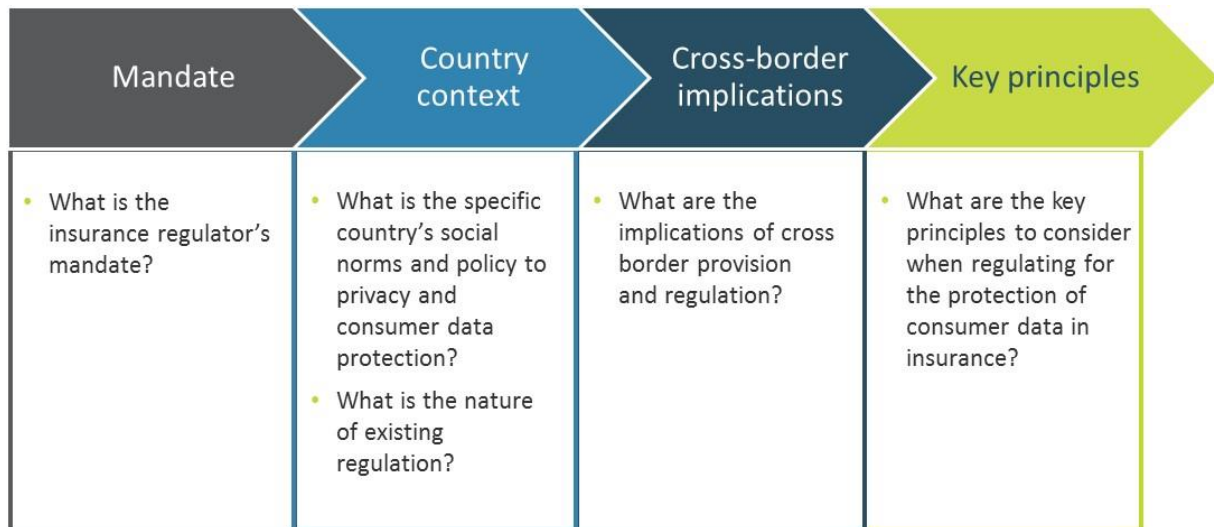 Mandate
Country
context
Cross-border
implications
Key principles
• What is the
insurance regulator's
mandate?
• What is the specific
country's social
norms and policy to
privacy and
consumer data
protection?
• What is the nature
of existing
regulation?
• What are the
implications of cross
border provision
and regulation?
• What are the key
principles to consider
when regulating for
the protection of
consumer data in
insurance?